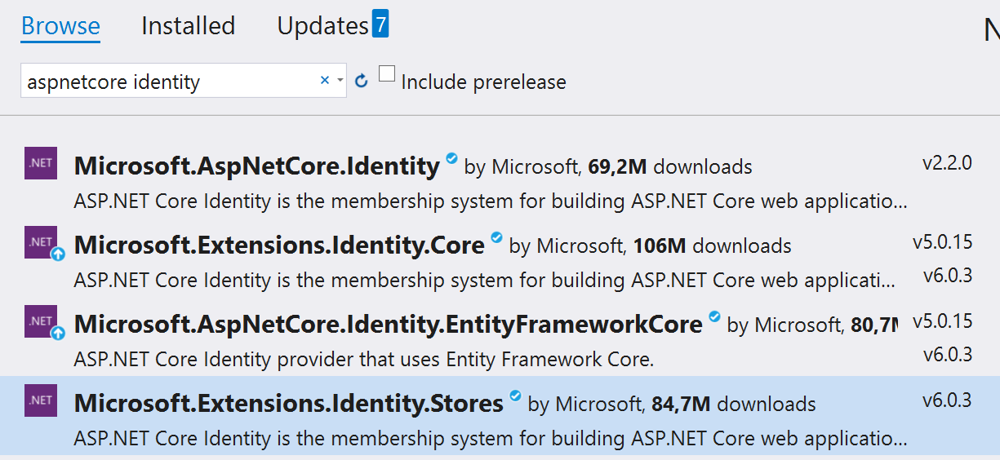 Browse Installed Updates 7 N
aspnetcore identity Include prerelease
.NET Microsoft.AspNetCore.Identity by Microsoft, 69,2M downloads v2.2.0
ASP.NET Core Identity is the membership system for building ASP.NET Core web applicatio...
.NET Microsoft.Extensions.Identity.Core by Microsoft, 106M downloads v5.0.15
ASP.NET Core Identity is the membership system for building ASP.NET Core web applicati... v6.0.3
.NET Microsoft.AspNetCore.Identity.EntityFrameworkCore by Microsoft, 80,7M v5.0.15
ASP.NET Core Identity provider that uses Entity Framework Core. v6.0.3
.NET Microsoft.Extensions.Identity.Stores by Microsoft, 84,7M downloads v6.0.3
ASP.NET Core Identity is the membership system for building ASP.NET Core web applicatio...